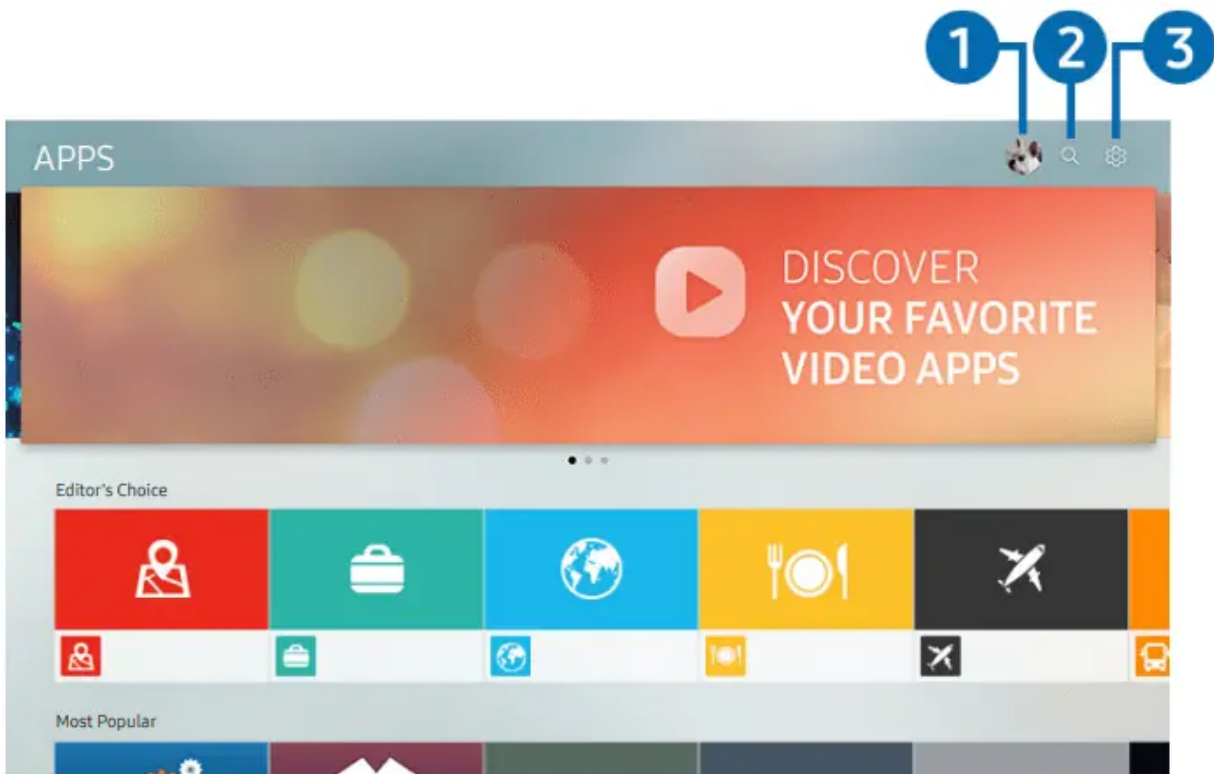 1 2 3
APPS
DISCOVER
YOUR FAVORITE
VIDEO APPS
Editor's Choice
Most Popular